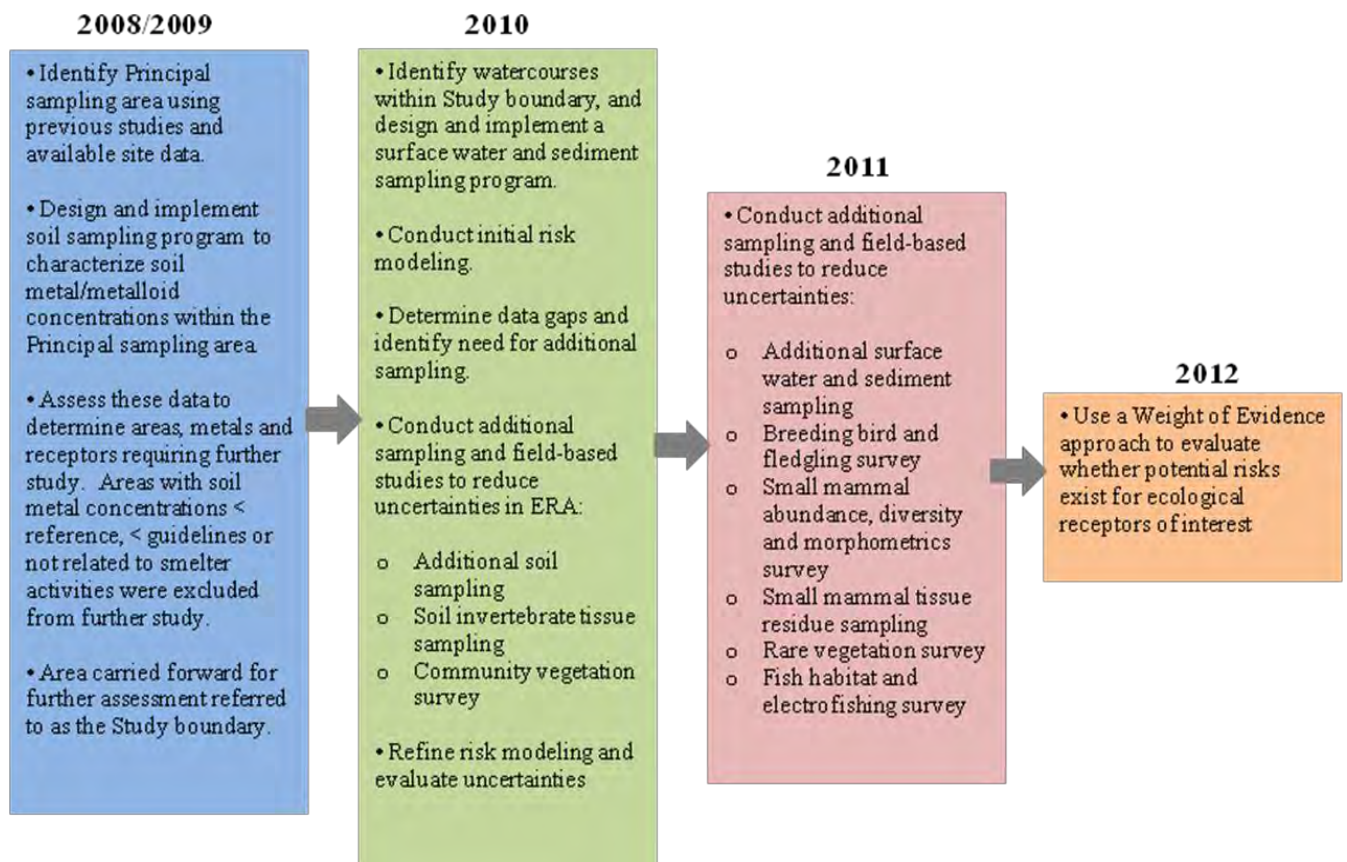 2008/2009
• Identify Principal
sampling area using
previous studies and
available site data.
• Design and implement
soil sampling program to
characterize soil
metal/metalloid
concentrations within the
Principal sampling area
• Assess these data to
determine areas, metals and
receptors requiring further
study. Areas with soil
metal concentrations <
reference, < guidelines or
not related to smelter
activities were excluded
from further study.
• Area carried forward for
further assessment referred
to as the Study boundary.
2010
• Identify watercourses
within Study boundary, and
design and implement a
surface water and sediment
sampling program.
• Conduct initial risk
modeling.
• Determine data gaps and
identify need for additional
sampling.
• Conduct additional
sampling and field-based
studies to reduce
uncertainties in ERA:
o Additional soil
sampling
o Soil invertebrate tissue
sampling
o Community vegetation
survey
• Refine risk modeling and
evaluate uncertainties
2011
• Conduct additional
sampling and field-based
studies to reduce
uncertainties:
o Additional surface
water and sediment
sampling
o Breeding bird and
fledgling survey
o Small mammal
abundance, diversity
and morphometrics
survey
o Small mammal tissue
residue sampling
o Rare vegetation survey
o Fish habitat and
electrofishing survey
2012
• Use a Weight of Evidence
approach to evaluate
whether potential risks
exist for ecological
receptors of interest